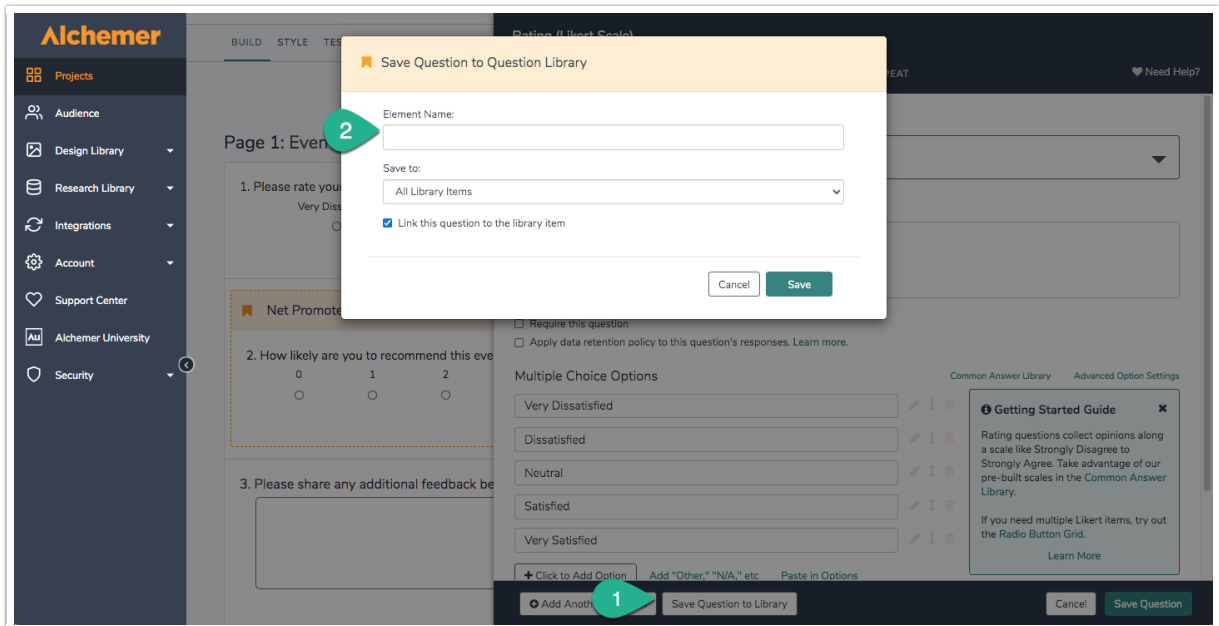 Alchemer
Projects
Audience
Design Library
Research Library
Integrations
Account
Support Center
Au Alchemer University
Security
BUILD STYLE
Rating (Likert Scale)
Need Help?
Save Question to Question Library
Element Name:
2
Save to:
All Library Items
Link this question to the library item
Cancel Save
Page 1:
1. Please rate
Very
Net
2. How likely are you to recommend this
0 1 2
3. Please share any additional feedback
Require this question
Apply data retention policy to this question's responses. Learn more.
Multiple Choice Options
Common Answer Library Advanced Option Settings
Very Dissatisfied
Dissatisfied
Neutral
Satisfied
Very Satisfied
Click to Add Option Add "Other," "N/A," etc Paste in Options
Getting Started Guide
Rating questions collect opinions along
a scale like Strongly Disagree to
Strongly Agree. Take advantage of our
pre-built scales in the Common Answer
Library.
If you need multiple Likert items, try out
the Radio Button Grid.
Learn More
Add
1
Save Question to Library
Cancel Save Question